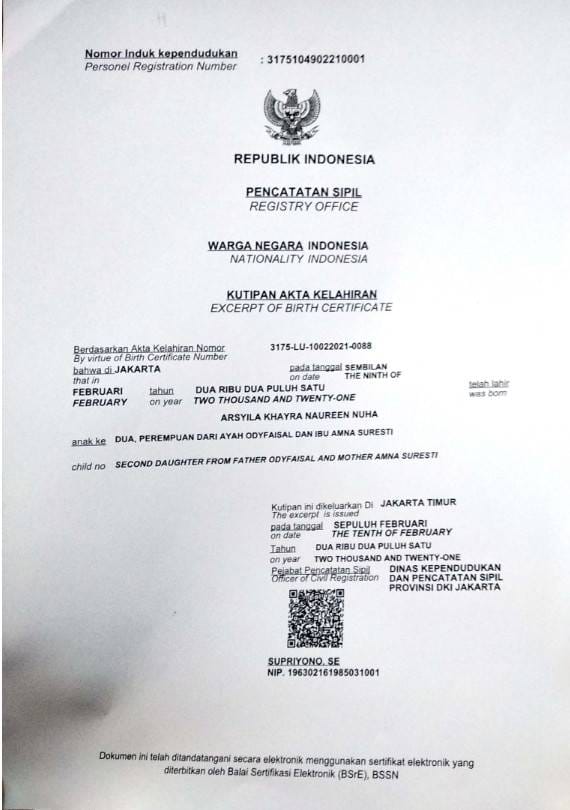 Nomor Induk kependudukan : 3175104902210001
Personel Registration Number
REPUBLIK INDONESIA
PENCATATAN SIPIL
REGISTRY OFFICE
WARGA NEGARA INDONESIA
NATIONALITY INDONESIA
KUTIPAN AKTA KELAHIRAN
EXCERPT OF BIRTH CERTIFICATE
Berdasarkan Akta Kelahiran Nomor 3175-LU-10022021-0088
By virtue of Birth Certificate Number
bahwa di JAKARTA pada tanggal SEMBILAN
that in on date THE NINTH OF
FEBRUARI tahun DUA RIBU DUA PULUH SATU telah lahir
FEBRUARY on year TWO THOUSAND AND TWENTY-ONE was born
ARSYILA KHAYRA NAUREEN NUHA
anak ke DUA, PEREMPUAN DARI AYAH ODYFAISAL DAN IBU AMNA SURESTI
child no SECOND DAUGHTER FROM FATHER ODYFAISAL AND MOTHER AMNA SURESTI
Kutipan ini dikeluarkan Di JAKARTA TIMUR
The excerpt is issued
pada tanggal SEPULUH FEBRUARI
on date THE TENTH OF FEBRUARY
Tahun DUA RIBU DUA PULUH SATU
on year TWO THOUSAND AND TWENTY-ONE
Pejabat Pencatatan Sipil DINAS KEPENDUDUKAN
Officer of Civil Registration DAN PENCATATAN SIPIL
PROVINSI DKI JAKARTA
SUPRIYONO, SE
NIP. 196302161985031001
Dokumen ini telah ditandatangani secara elektronik menggunakan sertifikat elektronik yang
diterbitkan oleh Balai Sertifikasi Elektronik (BSrE), BSSN